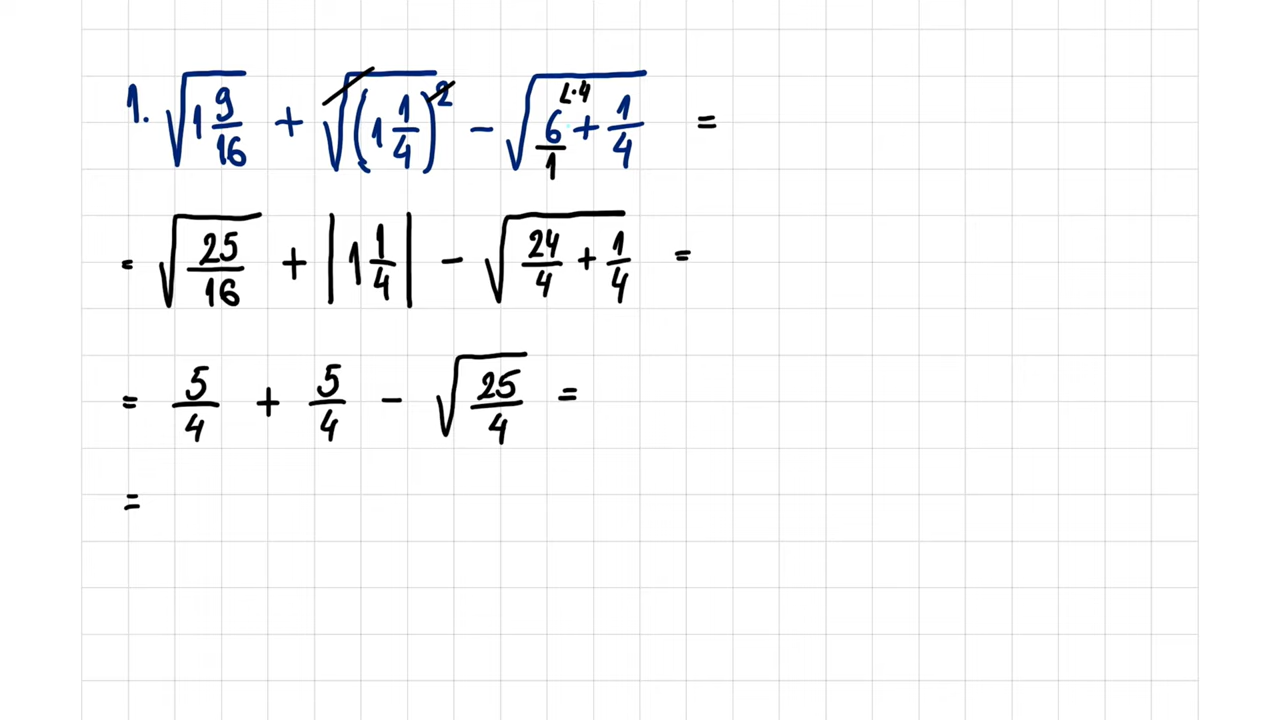 1. √(1 9/16) + √((1 1/4)²) - √(6/1 ∟·4 + 1/4) =
= √(25/16) + |1 1/4| - √(24/4 + 1/4) =
= 5/4 + 5/4 - √(25/4) =
=